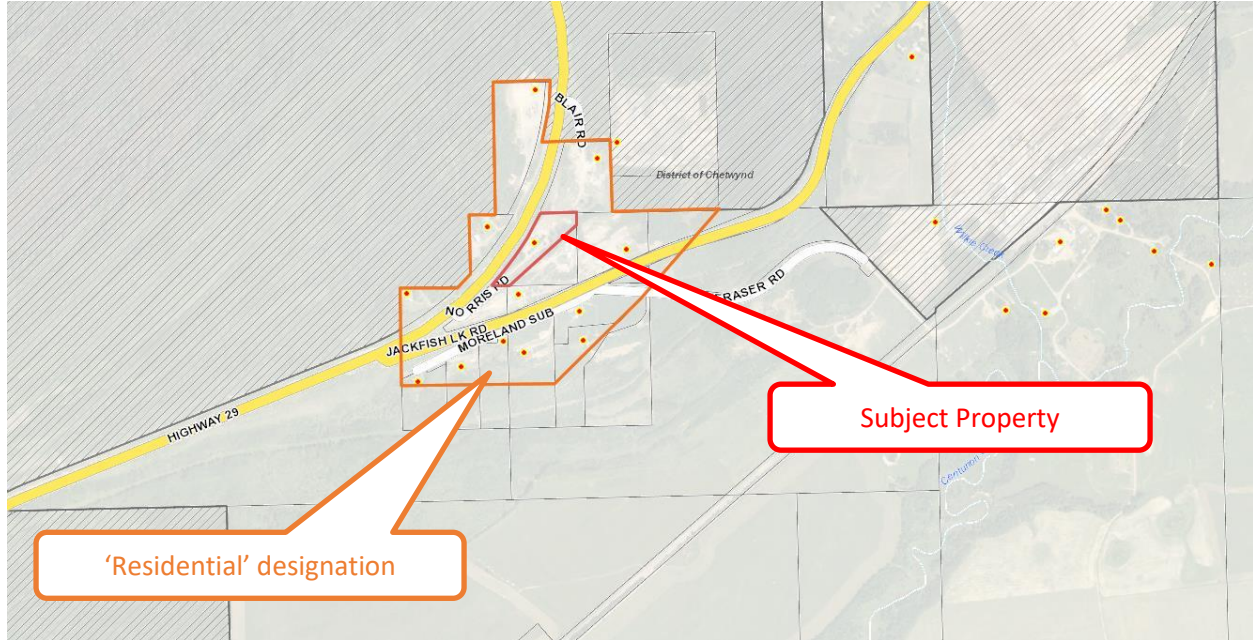 BLAIR RD
District of Chetwynd
NORRIS RD
FRASER RD
JACKFISH LK RD
MORELAND SUB
HIGHWAY 29
Subject Property
‘Residential’ designation
Centurion